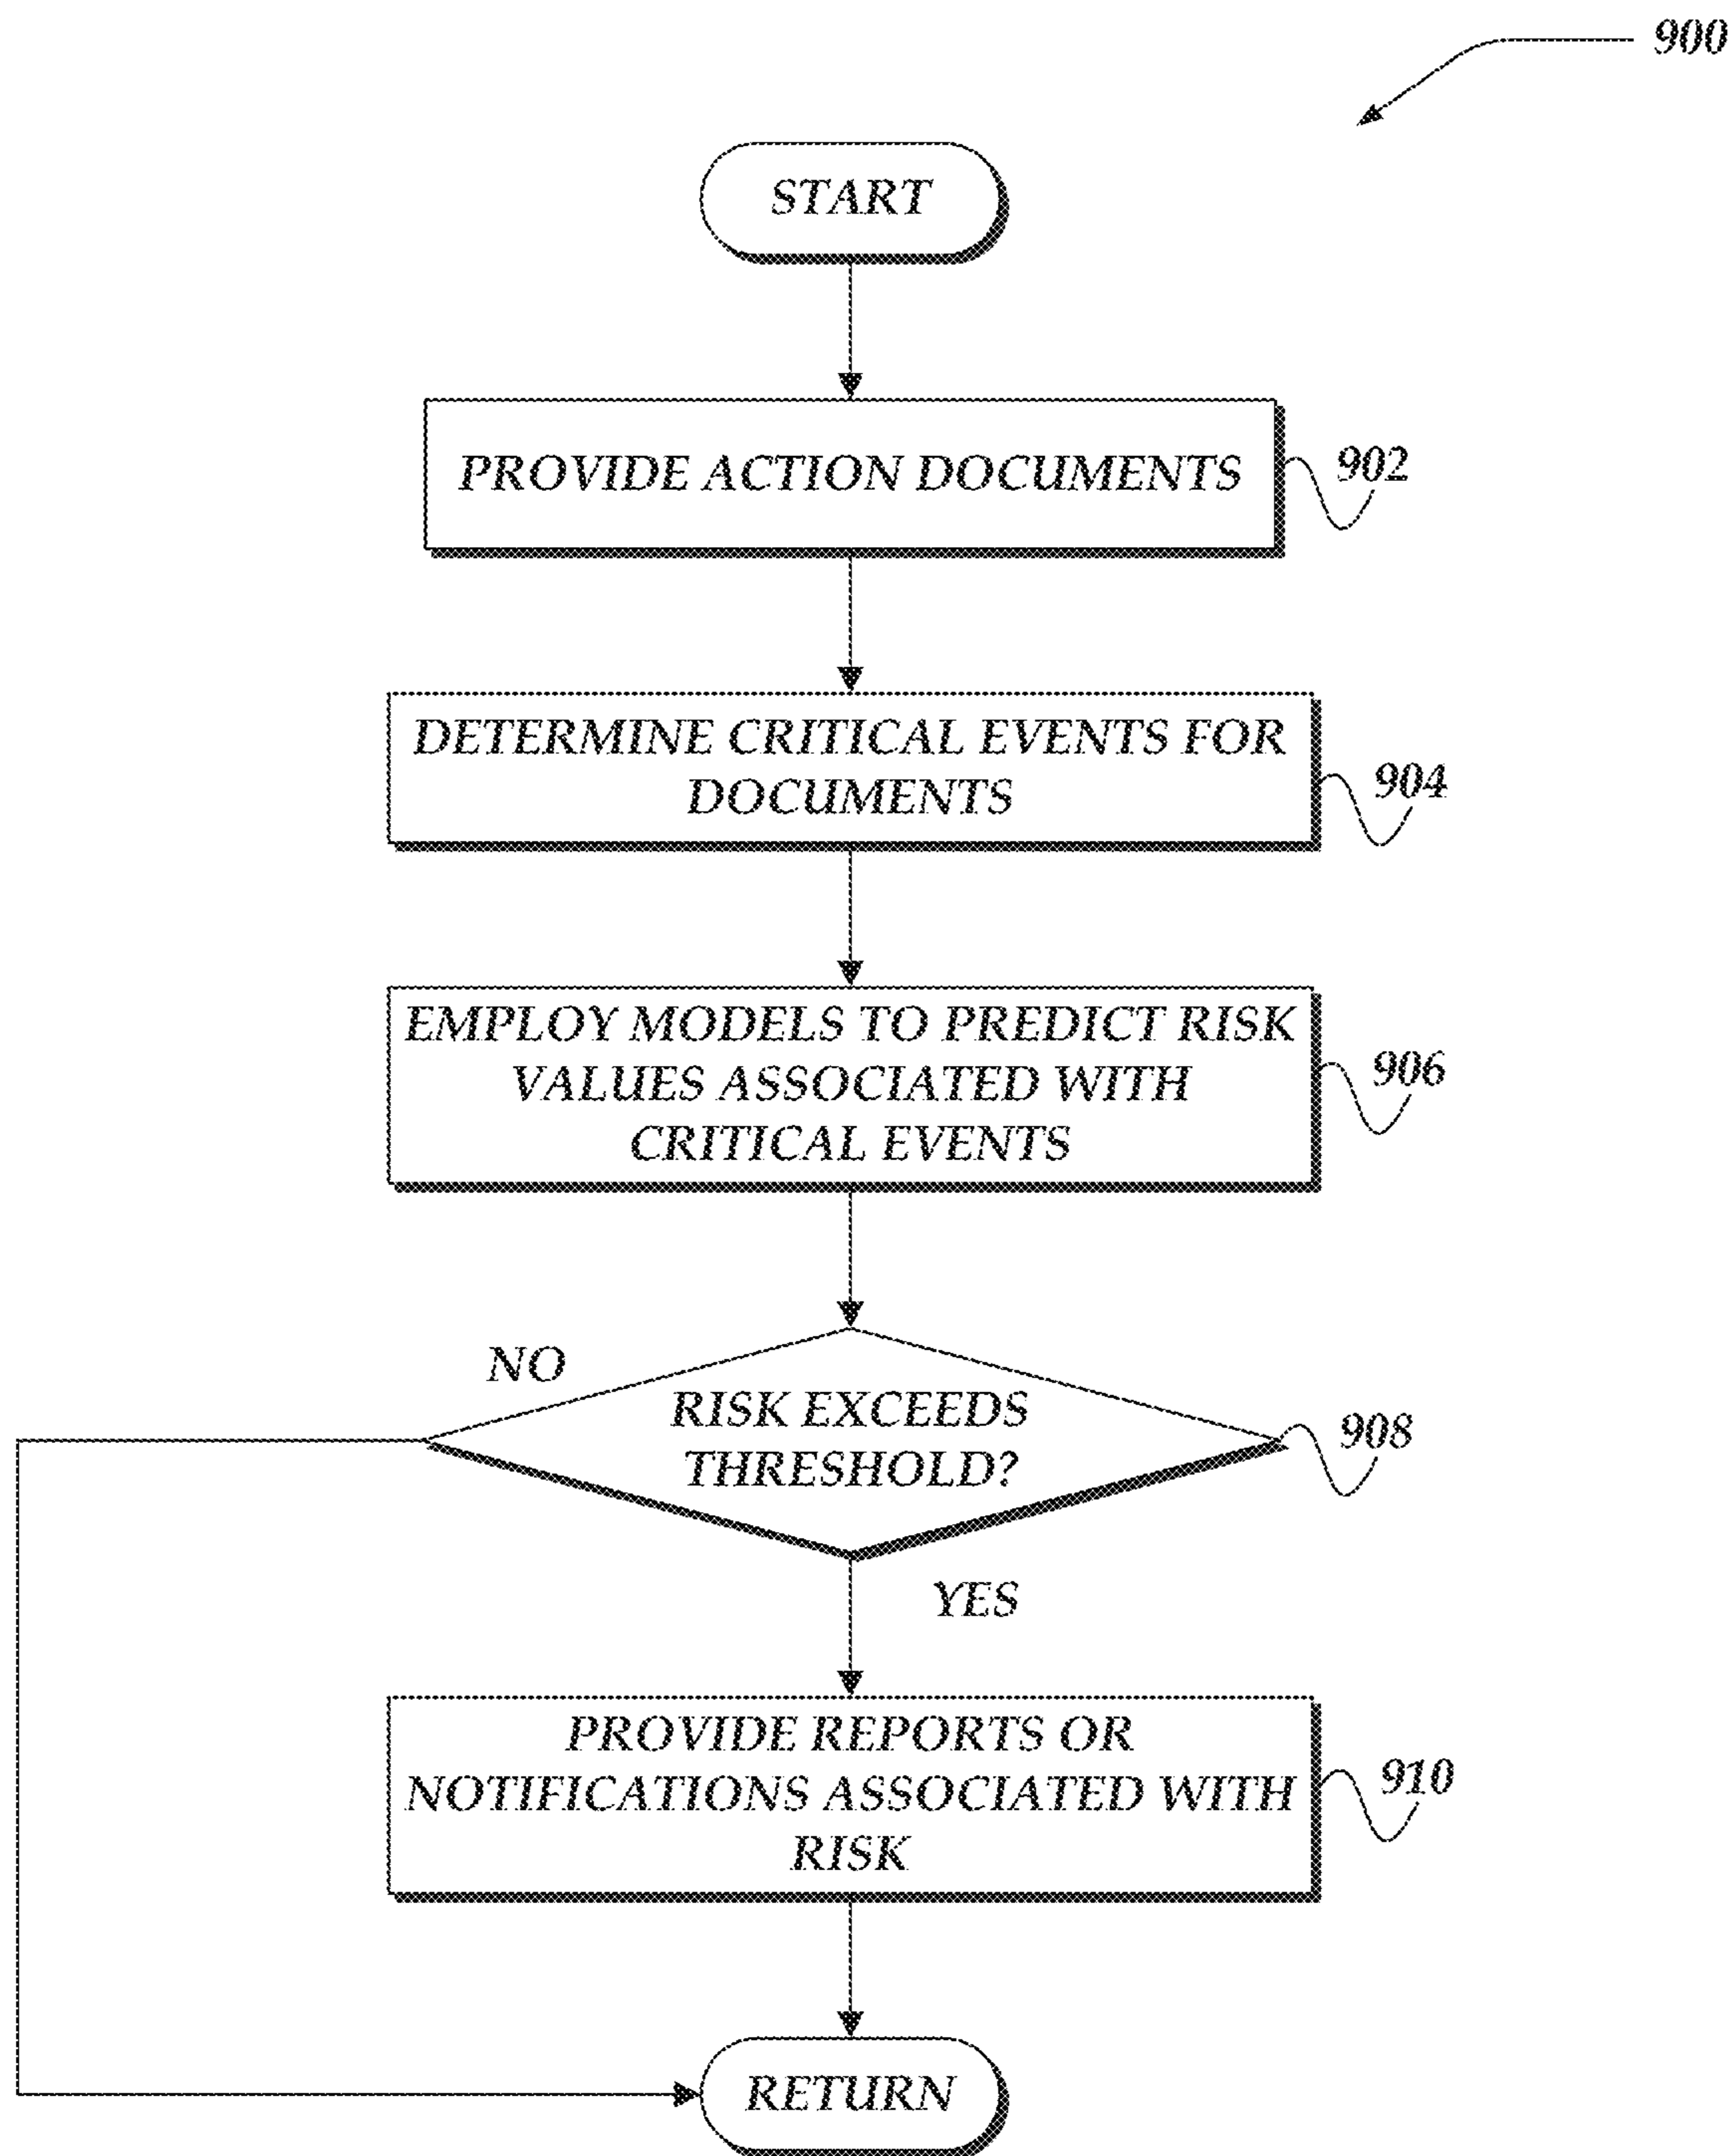 900
START
PROVIDE ACTION DOCUMENTS
902
DETERMINE CRITICAL EVENTS FOR
DOCUMENTS
904
EMPLOY MODELS TO PREDICT RISK
VALUES ASSOCIATED WITH
CRITICAL EVENTS
906
NO
RISK EXCEEDS
THRESHOLD?
908
YES
PROVIDE REPORTS OR
NOTIFICATIONS ASSOCIATED WITH
RISK
910
RETURN